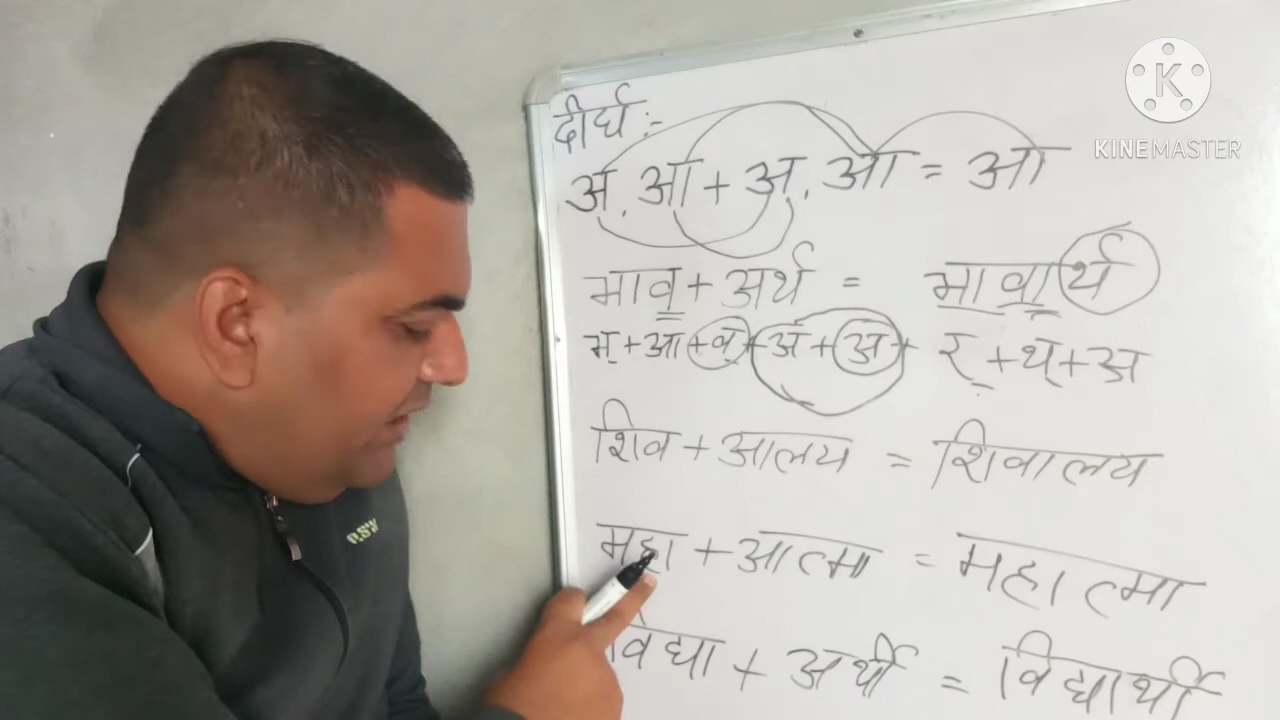 KINEMASTER
दीर्घ :-
अ, आ + अ, आ = आ
माव + अर्थ = मावार्थ
म् + आ + व् + अ + अ + र् + थ् + अ
शिव + आलय = शिवालय
महा + आत्मा = महात्मा
विद्या + अर्थी = विद्यार्थी